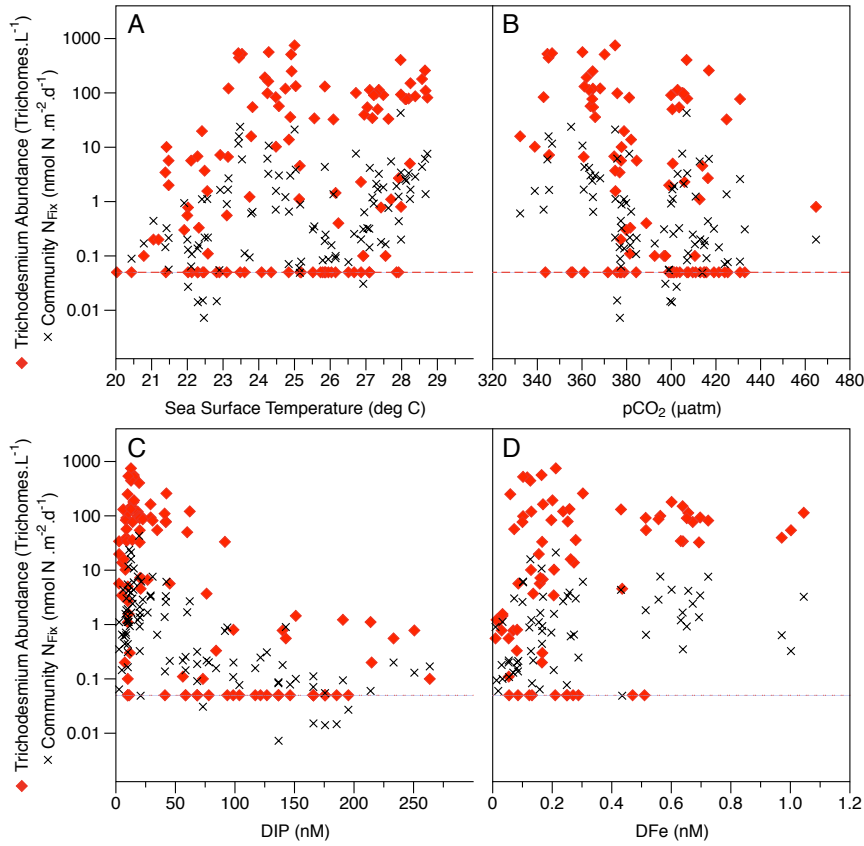 A
B
◆ Trichodesmium Abundance (Trichomes.L⁻¹)
× Community N_Fix (nmol N .m⁻².d⁻¹)
1000
100
10
1
0.1
0.01
20 21 22 23 24 25 26 27 28 29
320 340 360 380 400 420 440 460 480
Sea Surface Temperature (deg C)
pCO₂ (µatm)
C
D
◆ Trichodesmium Abundance (Trichomes.L⁻¹)
× Community N_Fix (nmol N .m⁻².d⁻¹)
1000
100
10
1
0.1
0.01
0 50 100 150 200 250
0 0.2 0.4 0.6 0.8 1.0 1.2
DIP (nM)
DFe (nM)